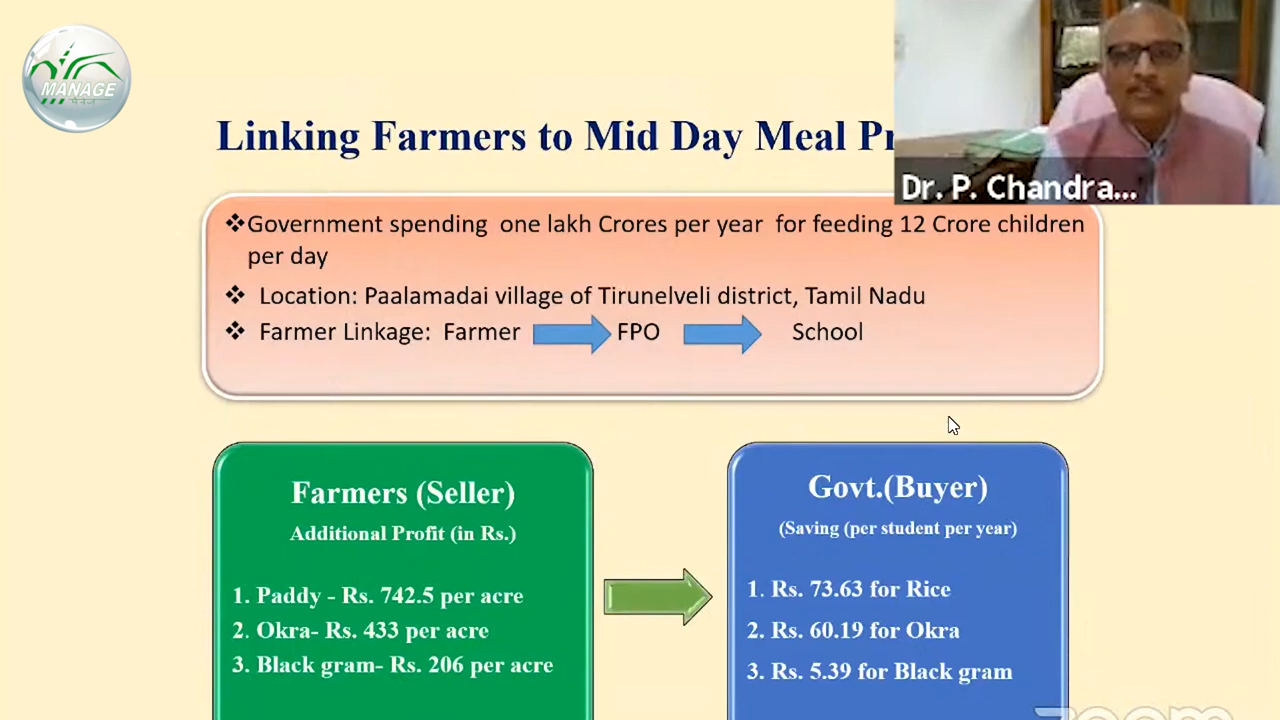 MANAGE
मैनेज
Linking Farmers to Mid Day Meal
Dr. P. Chandra...
❖Government spending one lakh Crores per year for feeding 12 Crore children
per day
❖ Location: Paalamadai village of Tirunelveli district, Tamil Nadu
❖ Farmer Linkage: Farmer FPO School
Farmers (Seller)
Additional Profit (in Rs.)
1. Paddy - Rs. 742.5 per acre
2. Okra- Rs. 433 per acre
3. Black gram- Rs. 206 per acre
Govt.(Buyer)
(Saving (per student per year)
1. Rs. 73.63 for Rice
2. Rs. 60.19 for Okra
3. Rs. 5.39 for Black gram
zoom